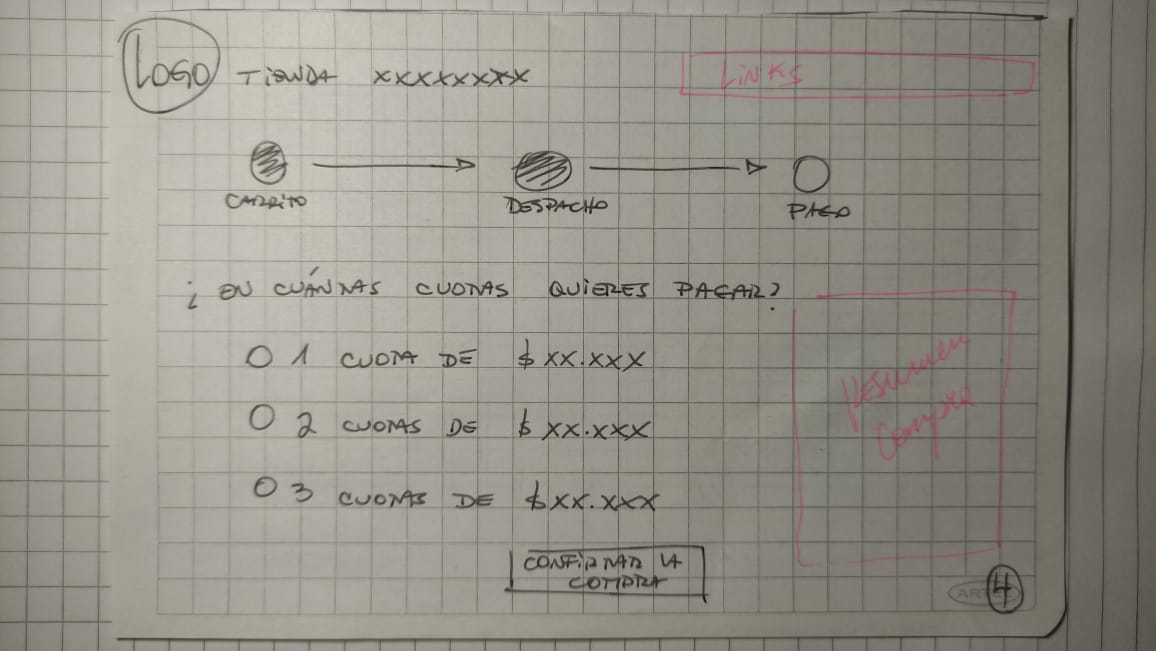 LOGO TIENDA XXXXXXXX
LINKS
CARRITO
DESPACHO
PAGO
¿EN CUÁNTAS CUOTAS QUIERES PAGAR?
1 CUOTA DE $XX.XXX
2 CUOTAS DE $XX.XXX
3 CUOTAS DE $XX.XXX
Resumen
Compra
CONFIRMAR LA
COMPRA
4